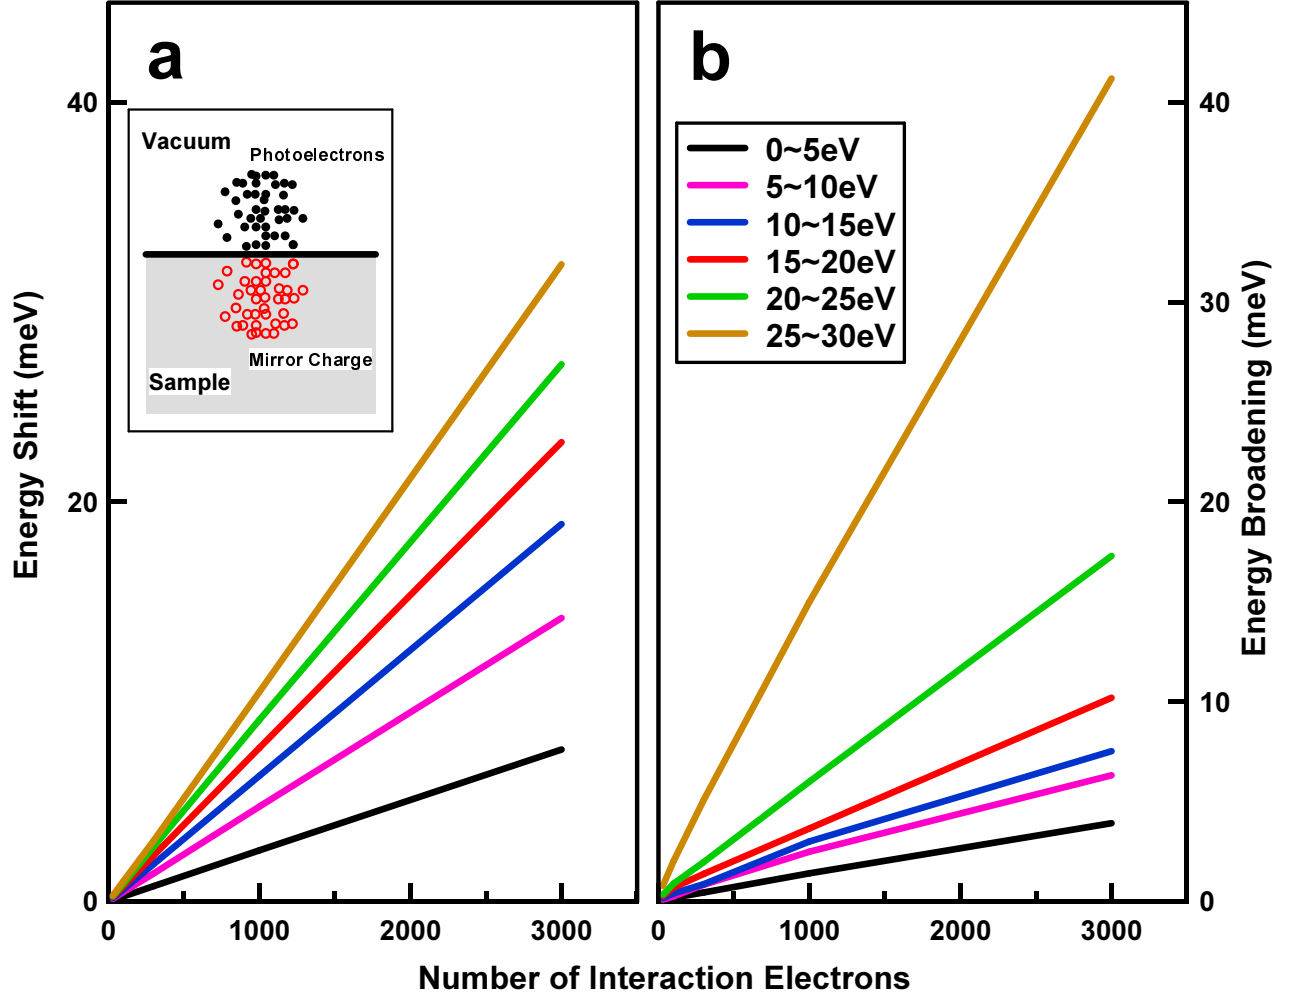 a
b
40
20
0
Energy Shift (meV)
Vacuum
Photoelectrons
Mirror Charge
Sample
0~5eV
5~10eV
10~15eV
15~20eV
20~25eV
25~30eV
40
30
20
10
0
Energy Broadening (meV)
0
1000
2000
3000
0
1000
2000
3000
Number of Interaction Electrons